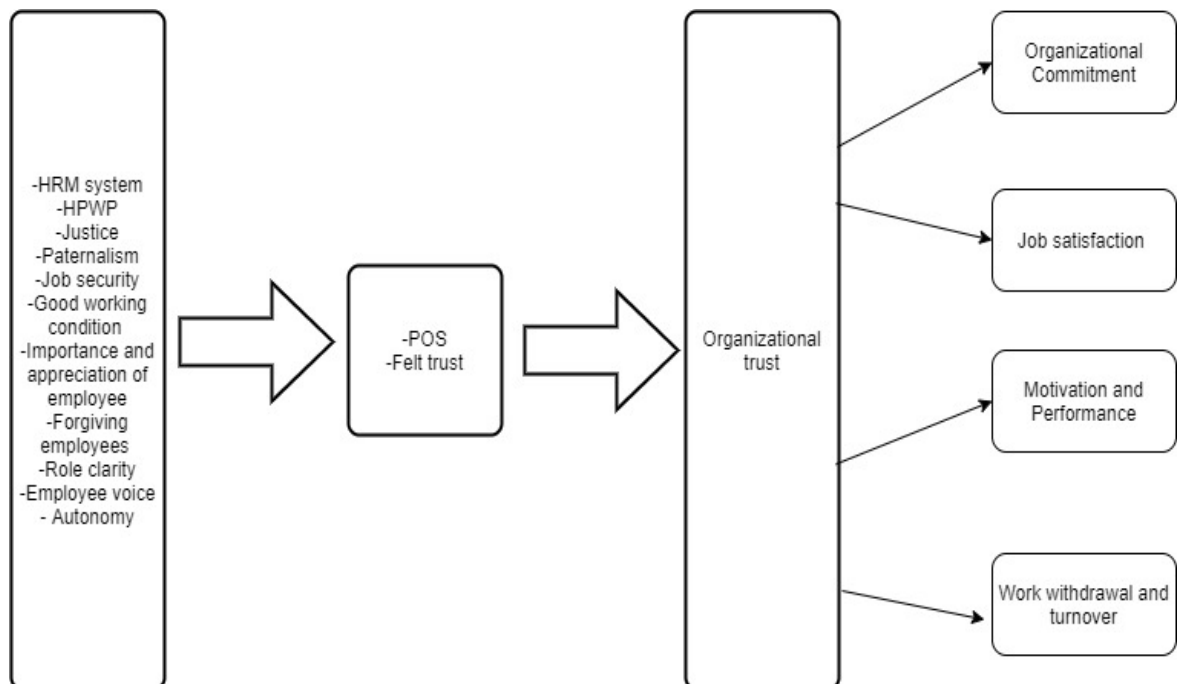 -HRM system
-HPWP
-Justice
-Paternalism
-Job security
-Good working
condition
-Importance and
appreciation of
employee
-Forgiving
employees
-Role clarity
-Employee voice
- Autonomy
-POS
-Felt trust
Organizational
trust
Organizational
Commitment
Job satisfaction
Motivation and
Performance
Work withdrawal and
turnover